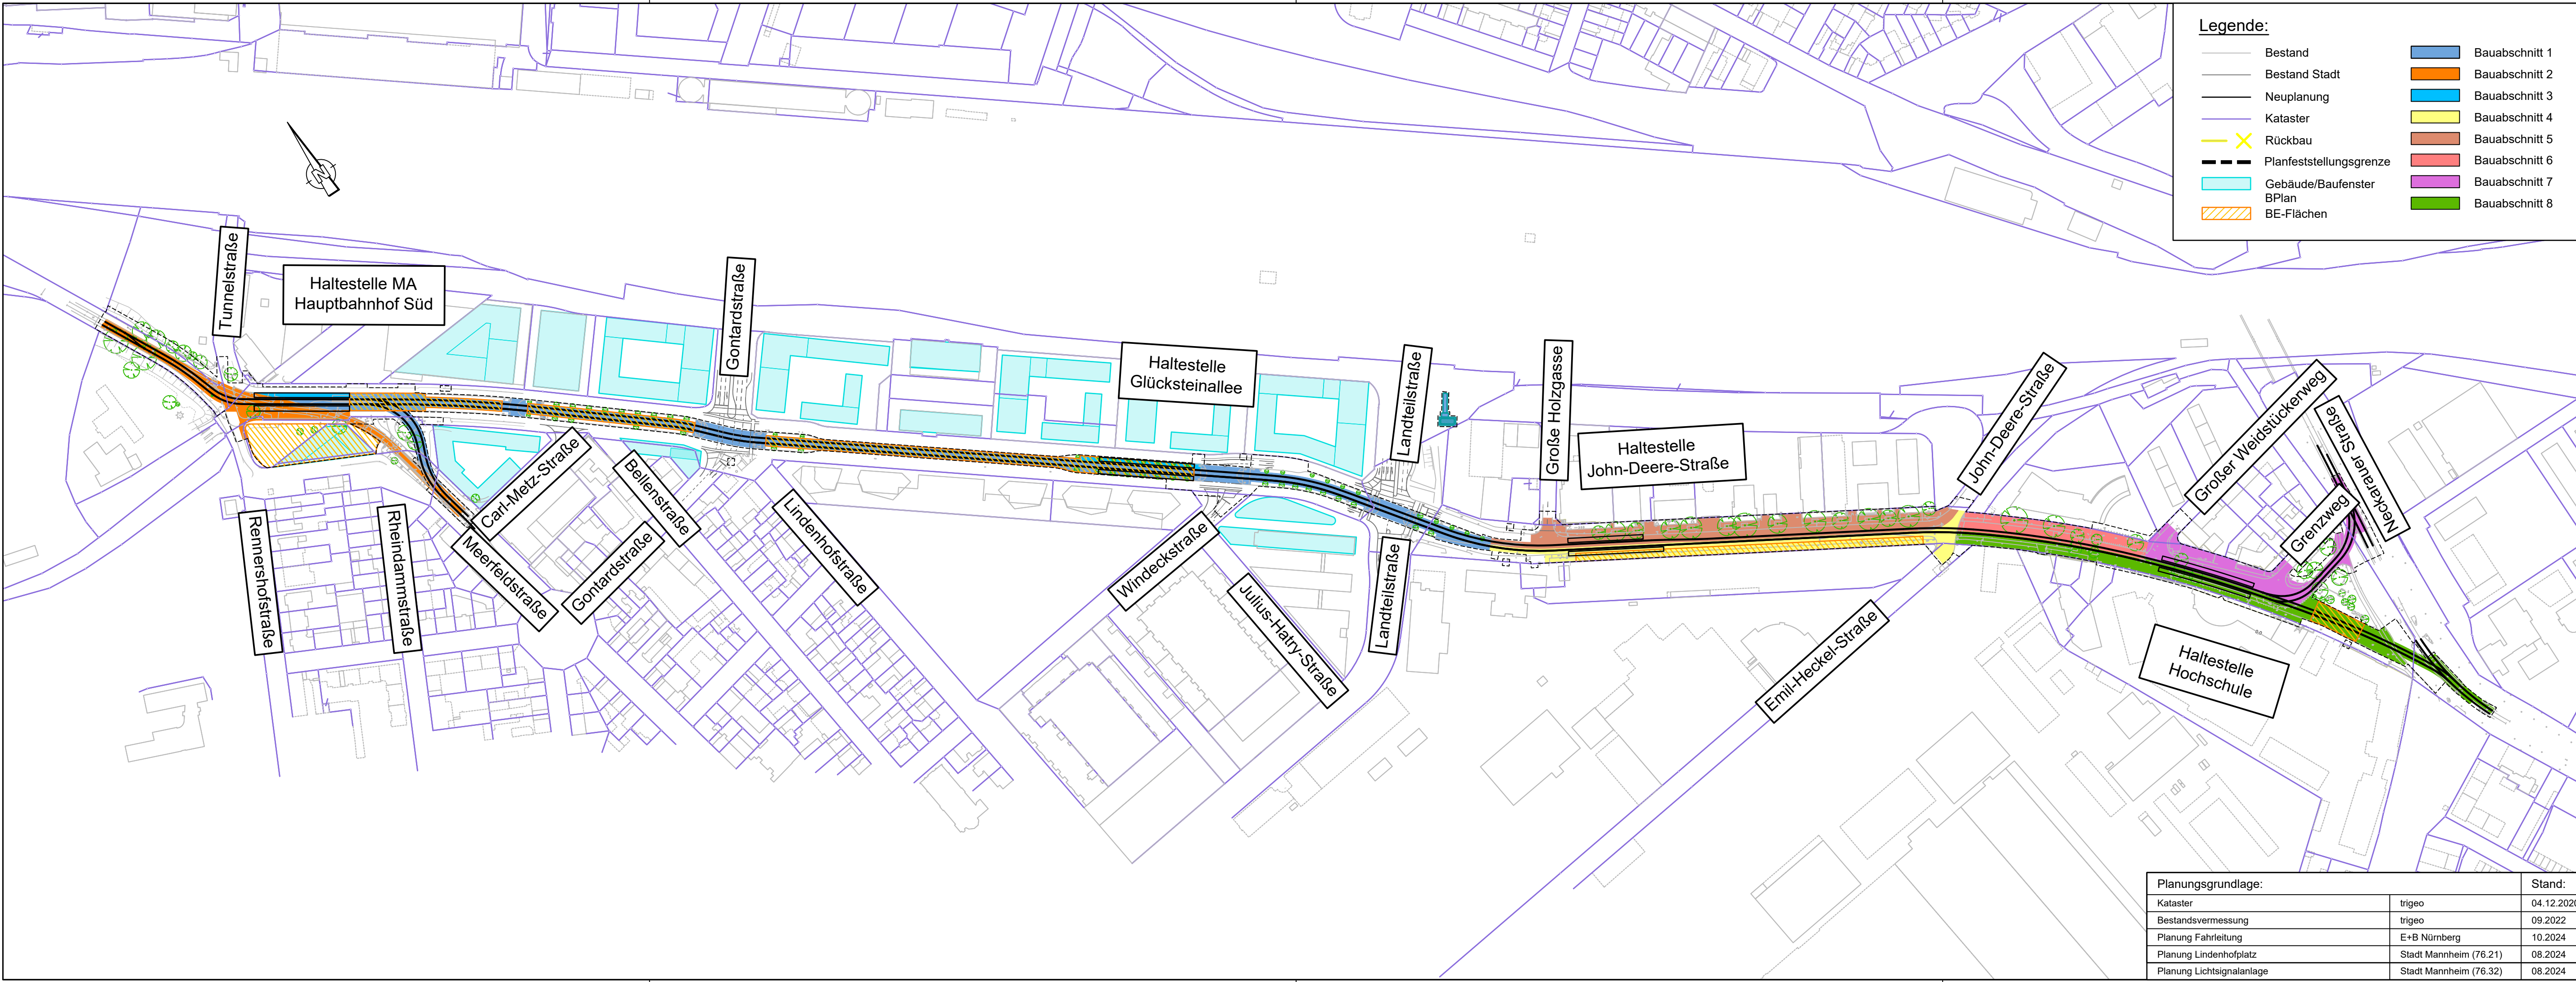 Legende:
Bestand
Bestand Stadt
Neuplanung
Kataster
Rückbau
Planfeststellungsgrenze
Gebäude/Baufenster
BPlan
BE-Flächen
Bauabschnitt 1
Bauabschnitt 2
Bauabschnitt 3
Bauabschnitt 4
Bauabschnitt 5
Bauabschnitt 6
Bauabschnitt 7
Bauabschnitt 8
N
Tunnelstraße
Haltestelle MA
Hauptbahnhof Süd
Gontardstraße
Haltestelle
Glücksteinallee
Landteilstraße
Große Holzgasse
Haltestelle
John-Deere-Straße
John-Deere-Straße
Großer Weidstückerweg
Neckarauer Straße
Grenzweg
Rennershofstraße
Rheindammstraße
Carl-Metz-Straße
Meerfeldstraße
Gontardstraße
Bellenstraße
Lindenhofstraße
Windeckstraße
Julius-Hatry-Straße
Landteilstraße
Emil-Heckel-Straße
Haltestelle
Hochschule
Planungsgrundlage: Stand:
Kataster trigeo 04.12.2020
Bestandsvermessung trigeo 09.2022
Planung Fahrleitung E+B Nürnberg 10.2024
Planung Lindenhofplatz Stadt Mannheim (76.21) 08.2024
Planung Lichtsignalanlage Stadt Mannheim (76.32) 08.2024